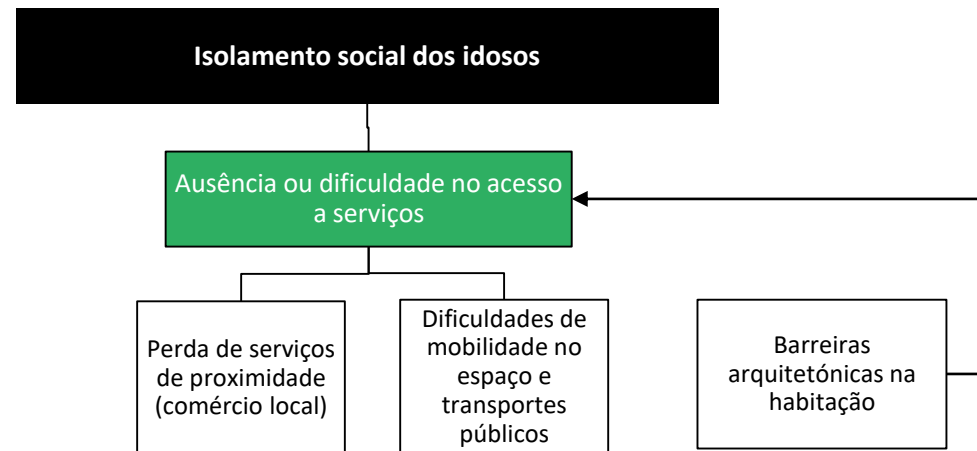 Isolamento social dos idosos
Ausência ou dificuldade no acesso
a serviços
Perda de serviços
de proximidade
(comércio local)
Dificuldades de
mobilidade no
espaço e
transportes
públicos
Barreiras
arquitetónicas na
habitação